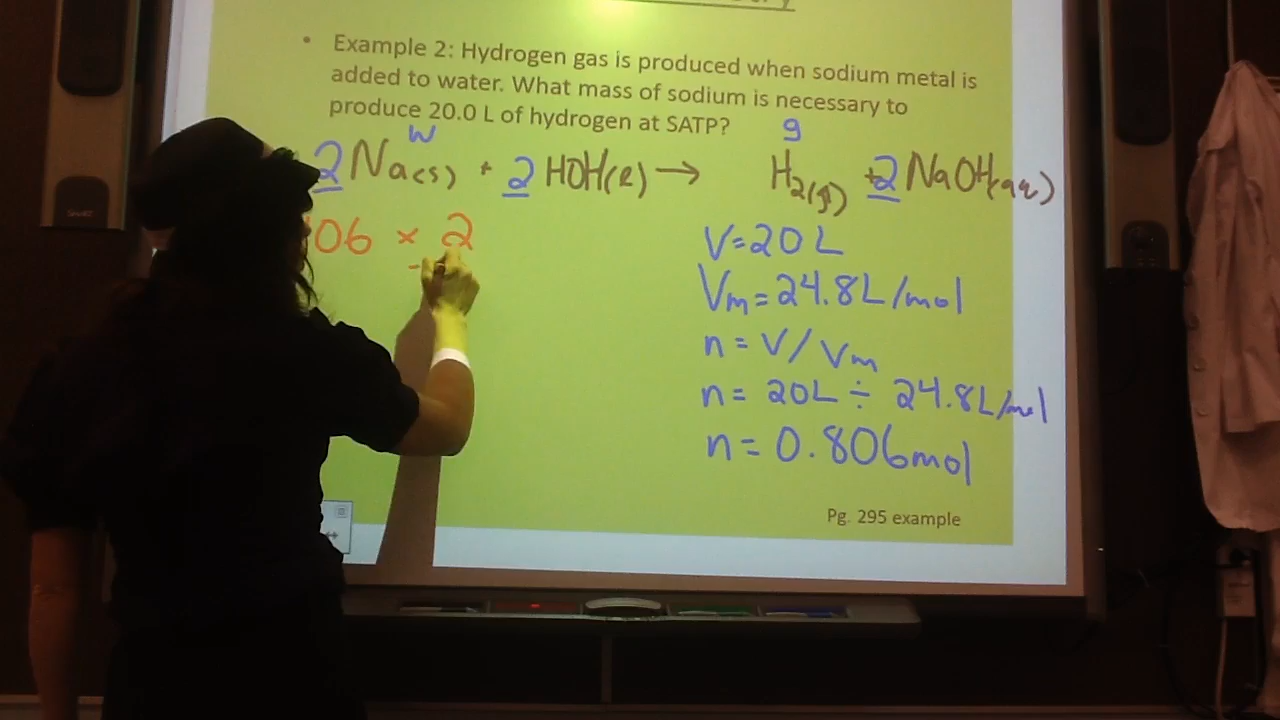 • Example 2: Hydrogen gas is produced when sodium metal is
added to water. What mass of sodium is necessary to
produce 20.0 L of hydrogen at SATP?
w g
2Na(s) + 2HOH(l) → H2(g) + 2NaOH(aq)
06 × 2
V=20L
Vm=24.8L/mol
n = V/Vm
n = 20L ÷ 24.8L/mol
n = 0.806mol
Pg. 295 example